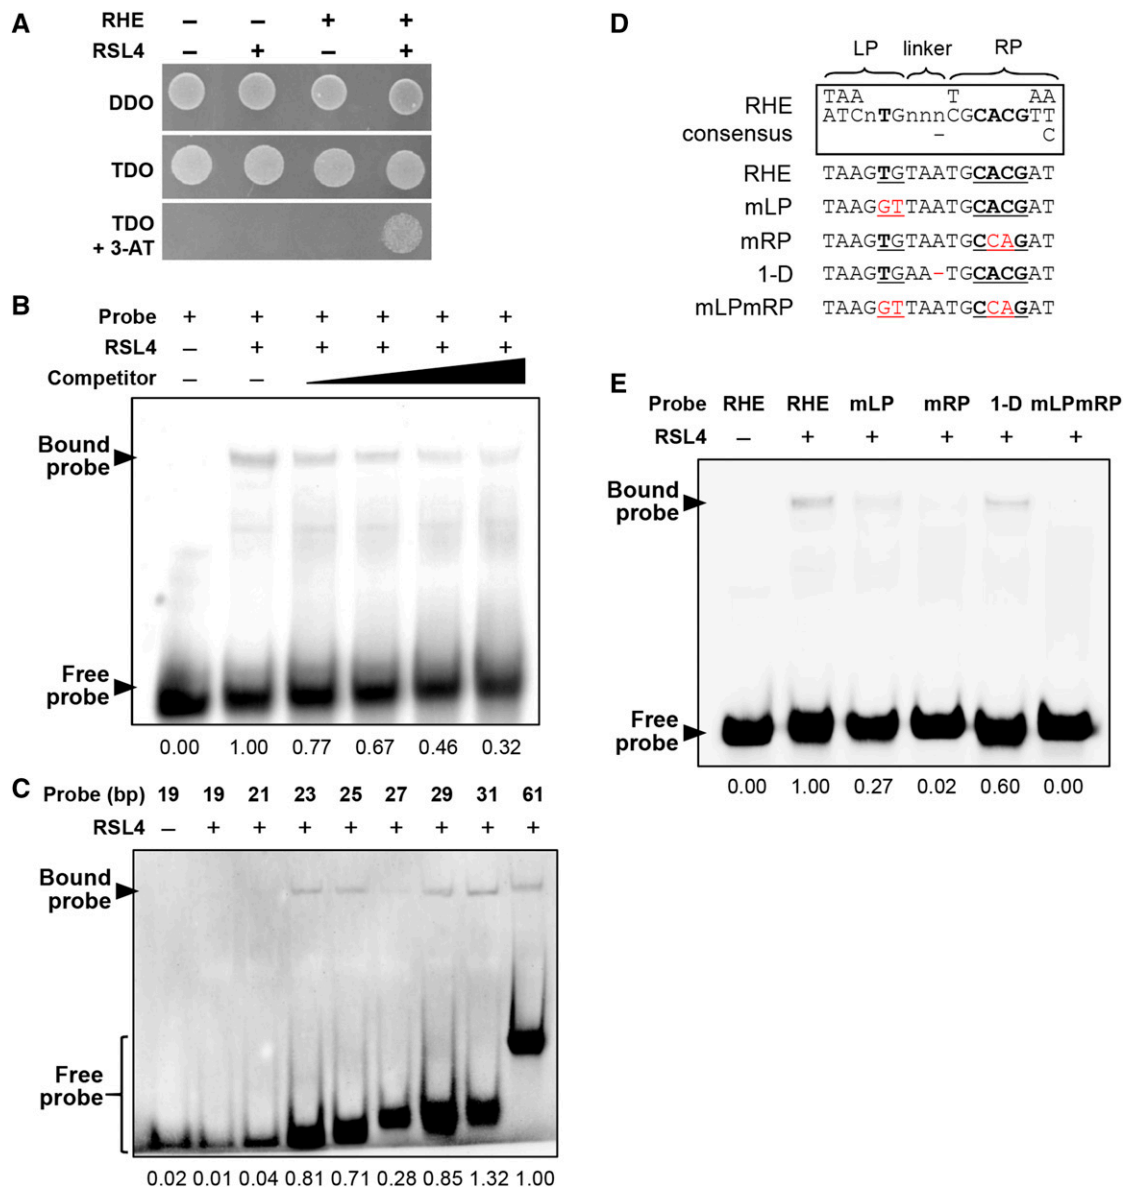 A
RHE – – + +
RSL4 – + – +
DDO
TDO
TDO
+ 3-AT
B
Probe + + + + + +
RSL4 – + + + + +
Competitor – –
Bound
probe
Free
probe
0.00 1.00 0.77 0.67 0.46 0.32
C
Probe (bp) 19 19 21 23 25 27 29 31 61
RSL4 – + + + + + + + +
Bound
probe
Free
probe
0.02 0.01 0.04 0.81 0.71 0.28 0.85 1.32 1.00
D
LP linker RP
TAA T AA
RHE ATCnTGnnnCGCACGTT
consensus – C
RHE TAAGTGTAATGCACGAT
mLP TAAGGTTAATGCACGAT
mRP TAAGTGTAATGCCAGAT
1-D TAAGTGAA–TGCACGAT
mLPmRP TAAGGTTAATGCCAGAT
E
Probe RHE RHE mLP mRP 1-D mLPmRP
RSL4 – + + + + +
Bound
probe
Free
probe
0.00 1.00 0.27 0.02 0.60 0.00